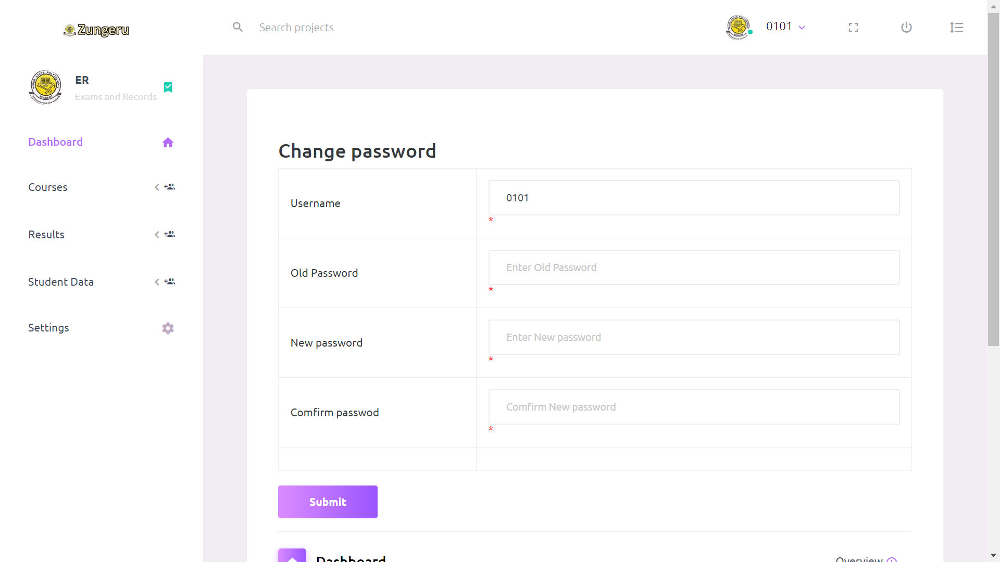 Zungeru
Search projects
0101
ER
Exams and Records
Dashboard
Courses
Results
Student Data
Settings
Change password
Username
0101
*
Old Password
Enter Old Password
*
New password
Enter New password
*
Comfirm passwod
Comfirm New password
*
Submit
Dashboard
Overview